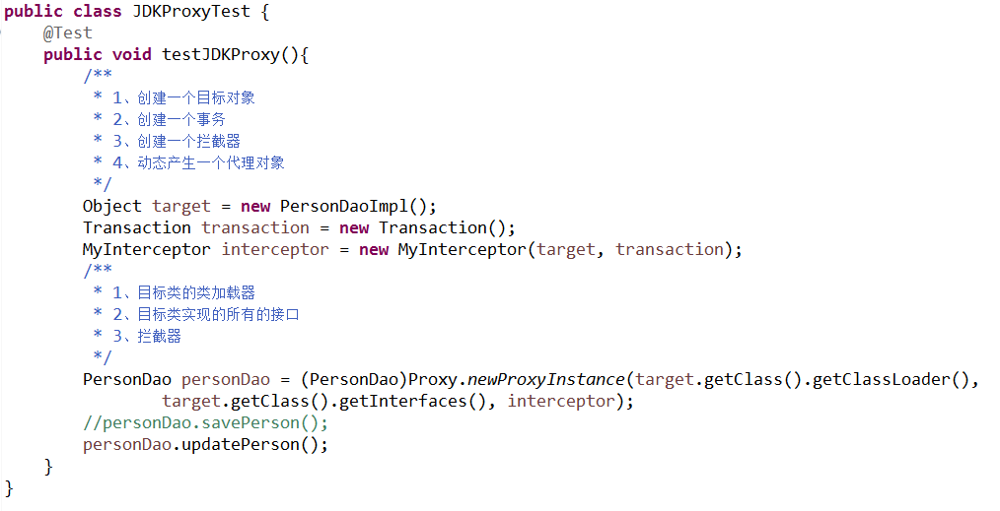 public class JDKProxyTest {
@Test
public void testJDKProxy(){
/**
* 1、创建一个目标对象
* 2、创建一个事务
* 3、创建一个拦截器
* 4、动态产生一个代理对象
*/
Object target = new PersonDaoImpl();
Transaction transaction = new Transaction();
MyInterceptor interceptor = new MyInterceptor(target, transaction);
/**
* 1、目标类的类加载器
* 2、目标类实现的所有的接口
* 3、拦截器
*/
PersonDao personDao = (PersonDao)Proxy.newProxyInstance(target.getClass().getClassLoader(),
target.getClass().getInterfaces(), interceptor);
//personDao.savePerson();
personDao.updatePerson();
}
}